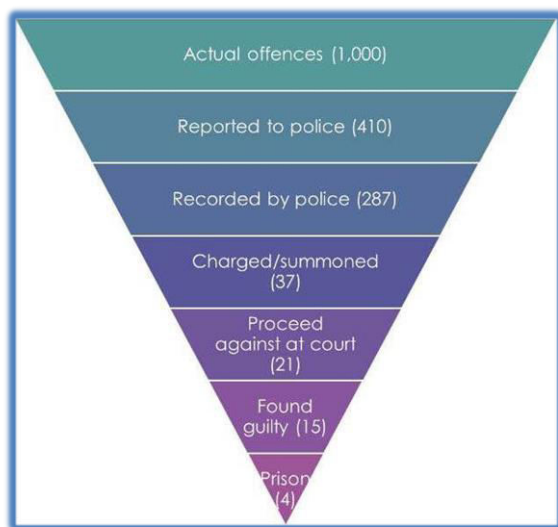 Actual offences (1,000)
Reported to police (410)
Recorded by police (287)
Charged/summoned
(37)
Proceed
against at court
(21)
Found
guilty (15)
Prison
(4)